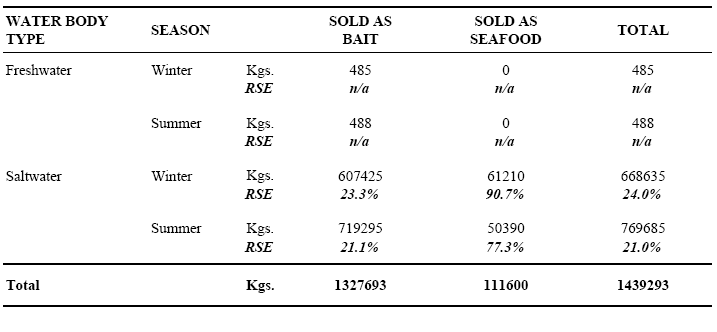 WATER BODY TYPE SEASON SOLD AS BAIT SOLD AS SEAFOOD TOTAL
Freshwater Winter Kgs. 485 0 485
RSE n/a n/a n/a
Summer Kgs. 488 0 488
RSE n/a n/a n/a
Saltwater Winter Kgs. 607425 61210 668635
RSE 23.3% 90.7% 24.0%
Summer Kgs. 719295 50390 769685
RSE 21.1% 77.3% 21.0%
Total Kgs. 1327693 111600 1439293